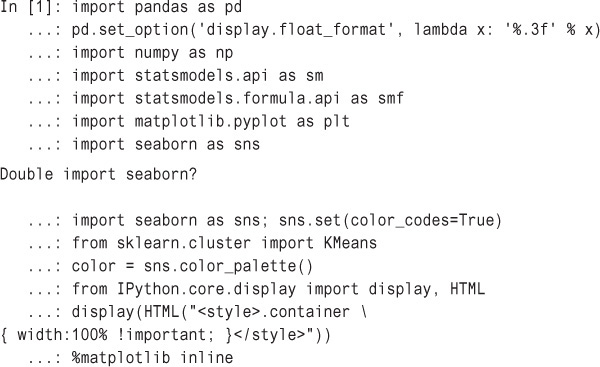 In [1]: import pandas as pd
   ...: pd.set_option('display.float_format', lambda x: '%.3f' % x)
   ...: import numpy as np
   ...: import statsmodels.api as sm
   ...: import statsmodels.formula.api as smf
   ...: import matplotlib.pyplot as plt
   ...: import seaborn as sns
Double import seaborn?
   ...: import seaborn as sns; sns.set(color_codes=True)
   ...: from sklearn.cluster import KMeans
   ...: color = sns.color_palette()
   ...: from IPython.core.display import display, HTML
   ...: display(HTML("<style>.container \
{ width:100% !important; }</style>"))
   ...: %matplotlib inline